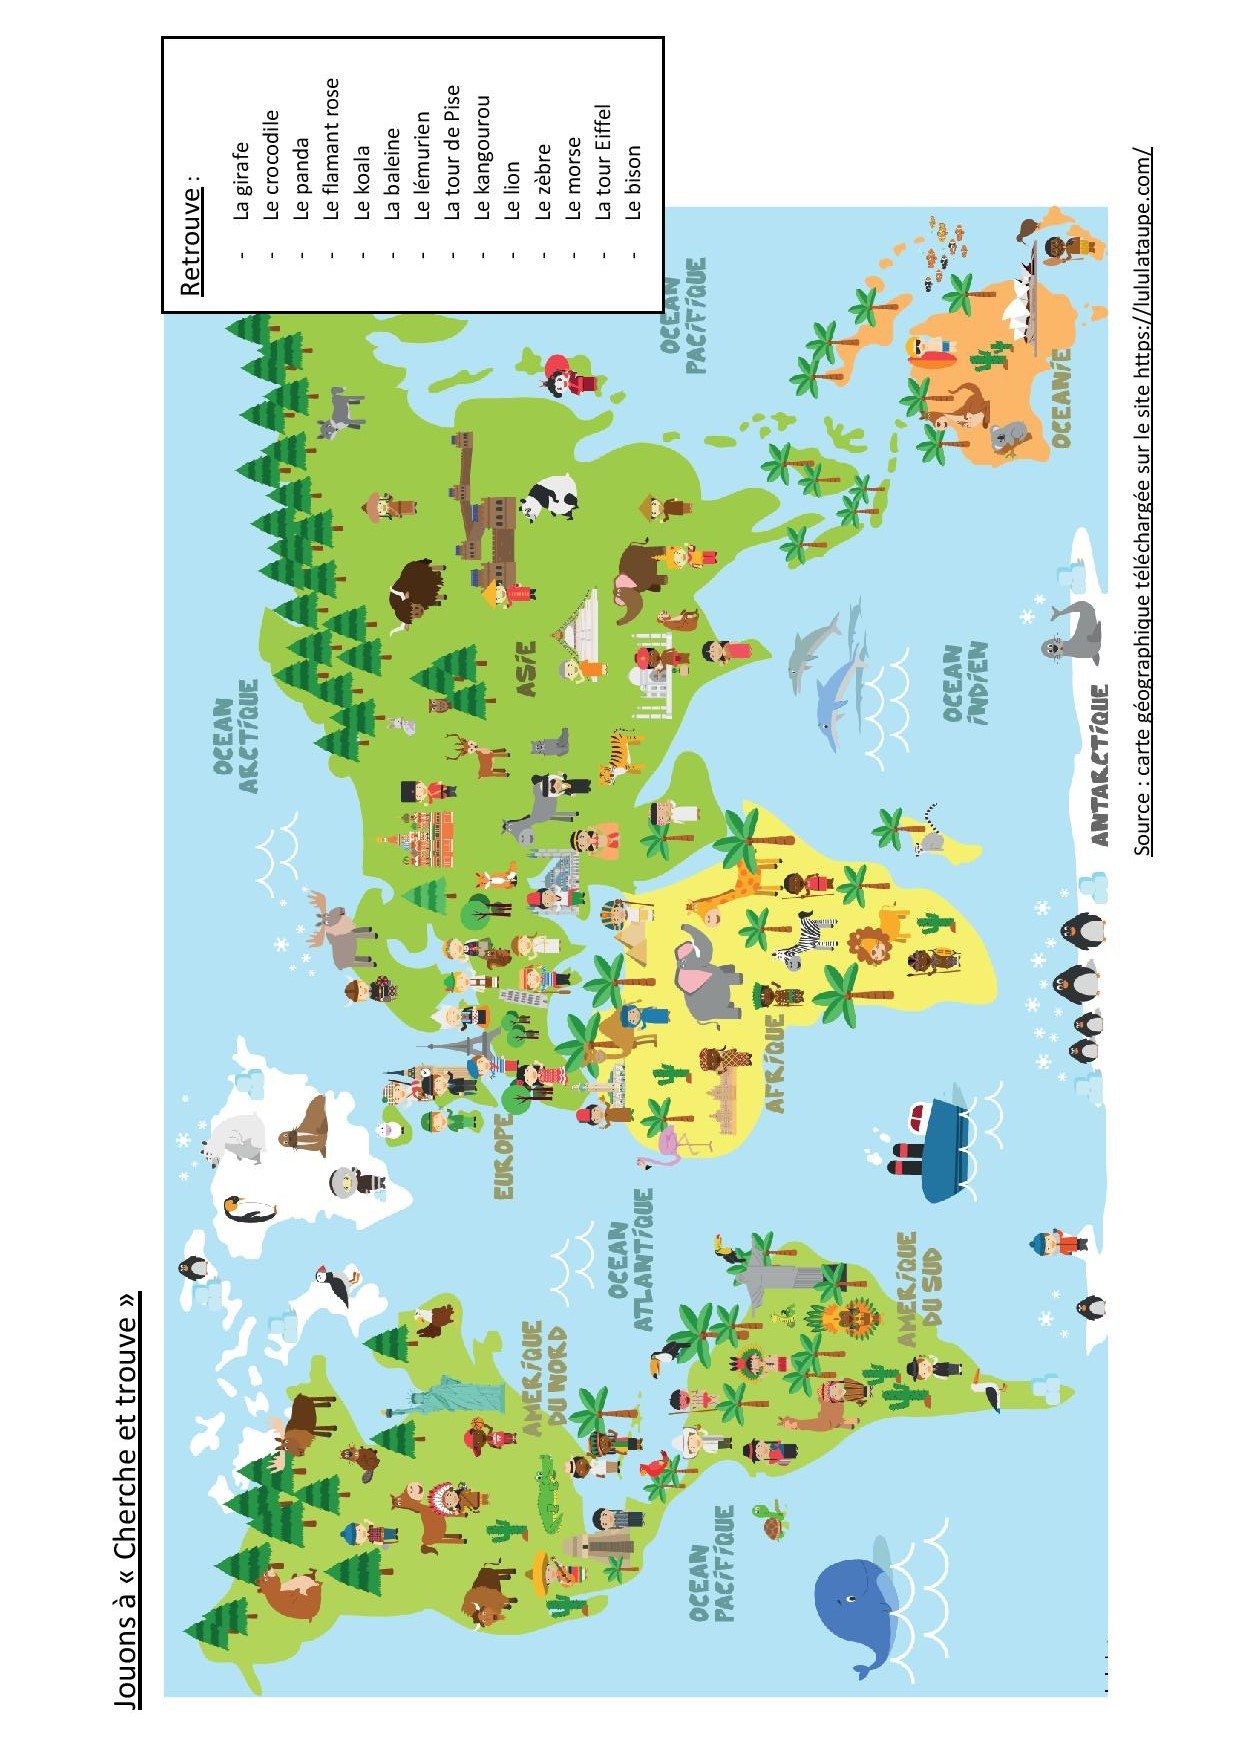 Jouons à « Cherche et trouve »
Retrouve :
- La girafe
- Le crocodile
- Le panda
- Le flamant rose
- Le koala
- La baleine
- Le lémurien
- La tour de Pise
- Le kangourou
- Le lion
- Le zèbre
- Le morse
- La tour Eiffel
- Le bison
OCEAN
ARCTIQUE
ASIE
EUROPE
OCEAN
ATLANTIQUE
AMERIQUE
DU NORD
OCEAN
PACIFIQUE
OCEAN
PACIFIQUE
AFRIQUE
AMERIQUE
DU SUD
OCEAN
INDIEN
OCEANIE
ANTARCTIQUE
Source : carte géographique téléchargée sur le site https://lululataupe.com/